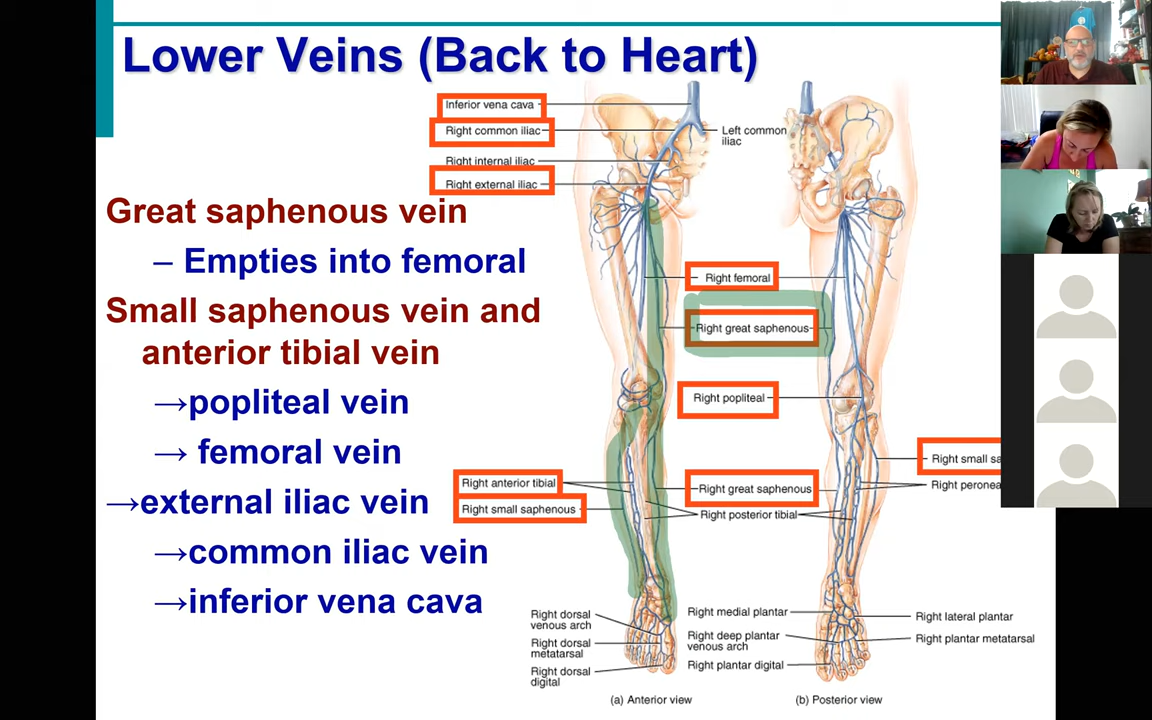 Lower Veins (Back to Heart)
Inferior vena cava
Right common iliac
Left common
iliac
Right internal iliac
Right external iliac
Great saphenous vein
– Empties into femoral
Small saphenous vein and
anterior tibial vein
→popliteal vein
→ femoral vein
→external iliac vein
→common iliac vein
→inferior vena cava
Right femoral
Right great saphenous
Right popliteal
Right small
Right anterior tibial
Right small saphenous
Right great saphenous
Right posterior tibial
Right
Right dorsal
venous arch
Right dorsal
metatarsal
Right dorsal
digital
Right medial plantar
Right deep plantar
venous arch
Right plantar digital
Right lateral plantar
Right plantar metatarsal
(a) Anterior view
(b) Posterior view